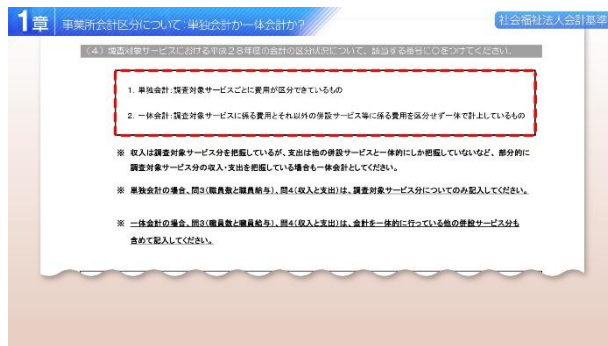 1章 事業所会計区分について：単独会計か一体会計か？
社会福祉法人会計基準
(４) 調査対象サービスにおける平成２８年度の会計の区分状況について、該当する番号に○をつけてください。
1. 単独会計：調査対象サービスごとに費用が区分できているもの
2. 一体会計：調査対象サービスに係る費用とそれ以外の併設サービス等に係る費用を区分せず一体で計上しているもの
※ 収入は調査対象サービス分を把握しているが、支出は他の併設サービスと一体的にしか把握していないなど、部分的に
調査対象サービス分の収入・支出を把握している場合も一体会計としてください。
※ 単独会計の場合、問3(職員数と職員給与)、問4(収入と支出)は、調査対象サービス分についてのみ記入してください。
※ 一体会計の場合、問3(職員数と職員給与)、問4(収入と支出)は、会計を一体的に行っている他の併設サービス分も
含めて記入してください。